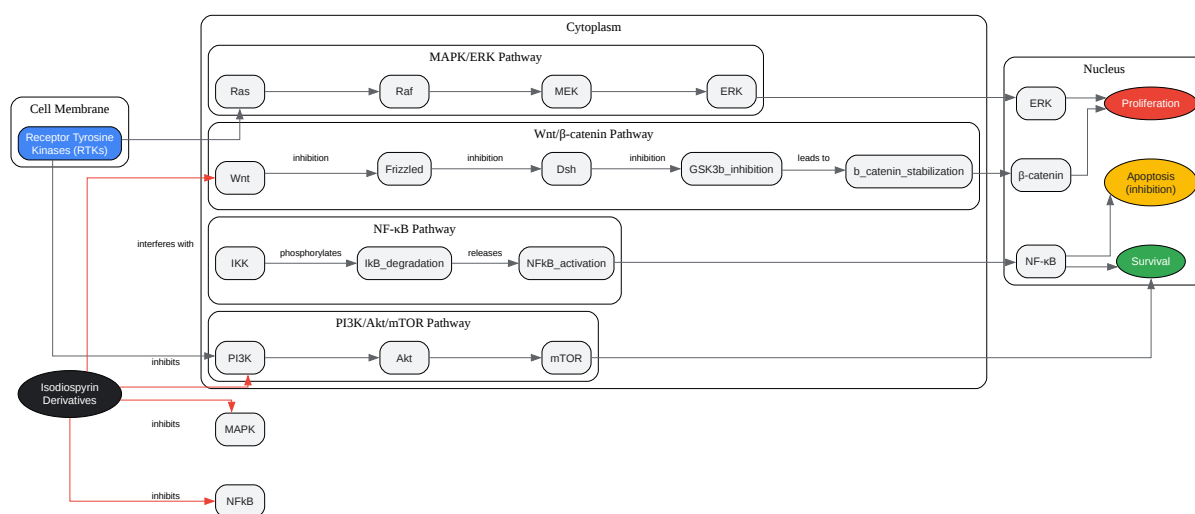 Cytoplasm
MAPK/ERK Pathway
Ras
Raf
MEK
ERK
Nucleus
ERK
Proliferation
Cell Membrane
Receptor Tyrosine
Kinases (RTKs)
Wnt/β-catenin Pathway
Wnt
inhibition
Frizzled
inhibition
Dsh
inhibition
GSK3b_inhibition
leads to
b_catenin_stabilization
β-catenin
Apoptosis
(inhibition)
interferes with
NF-κB Pathway
IKK
phosphorylates
IkB_degradation
releases
NFkB_activation
NF-κB
Survival
PI3K/Akt/mTOR Pathway
inhibits
PI3K
Akt
mTOR
Isodiospyrin
Derivatives
inhibits
MAPK
inhibits
NFkB